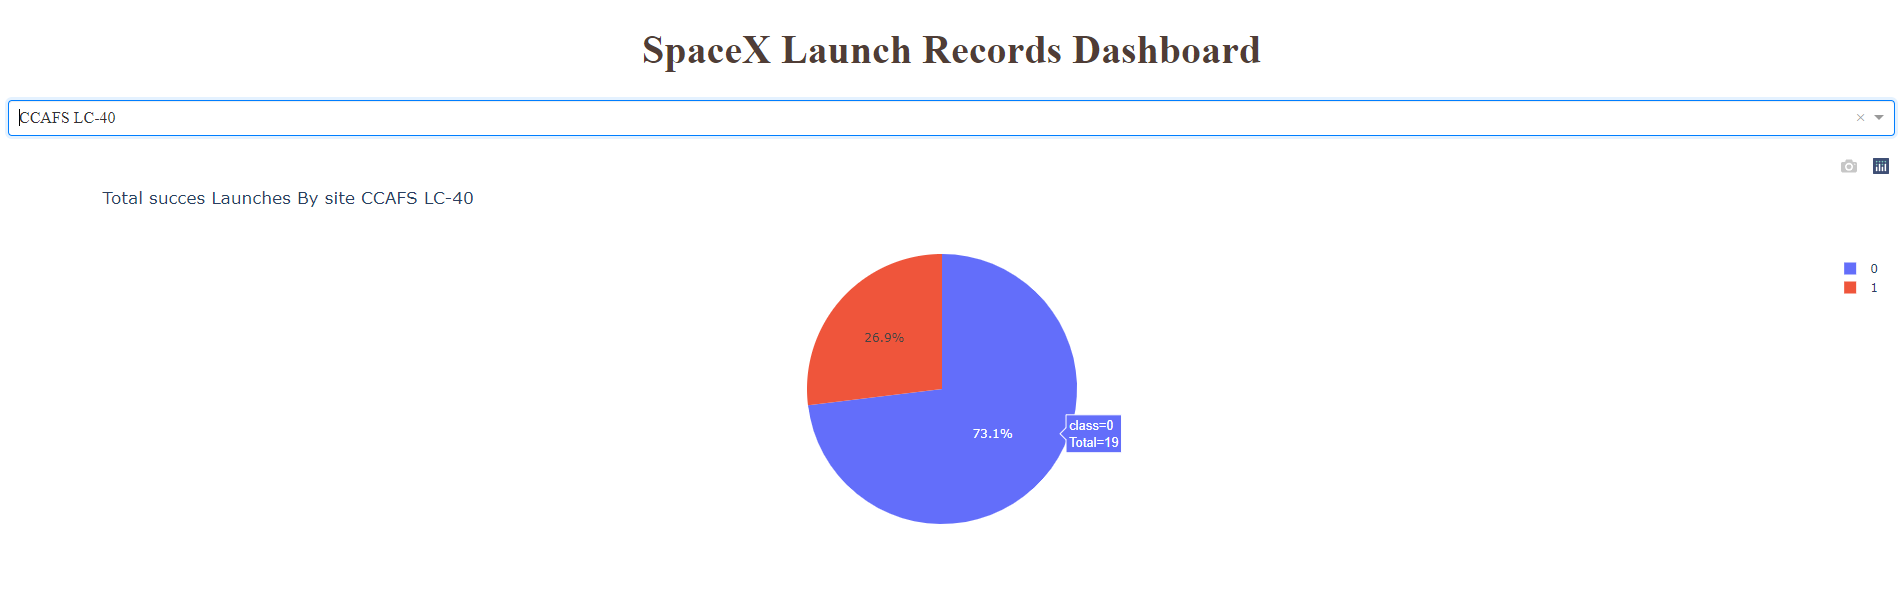 SpaceX Launch Records Dashboard
CCAFS LC-40
Total succes Launches By site CCAFS LC-40
0
1
26.9%
73.1%
class=0
Total=19